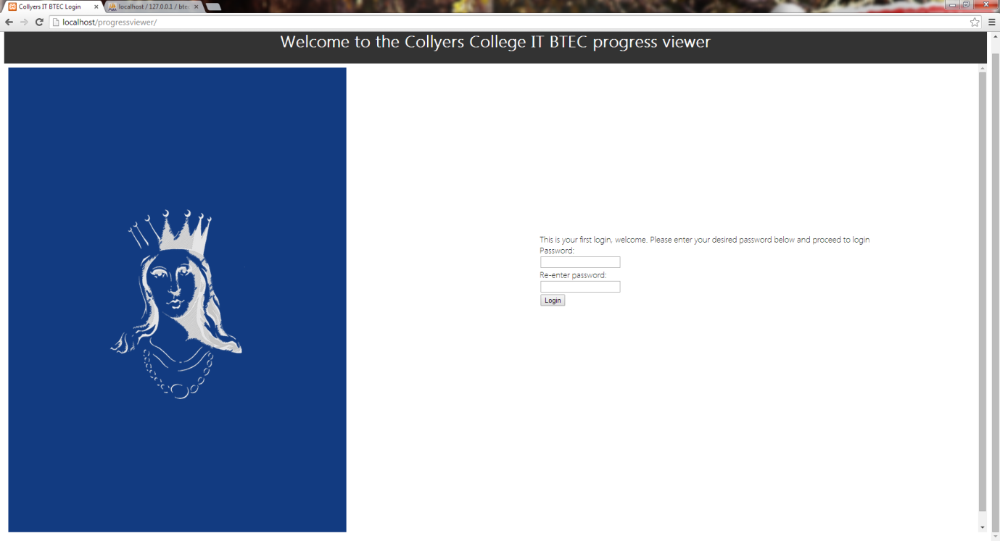 Collyers IT BTEC Login
localhost / 127.0.0.1 / btec
localhost/progressviewer/
Welcome to the Collyers College IT BTEC progress viewer
This is your first login, welcome. Please enter your desired password below and proceed to login
Password:
Re-enter password:
Login